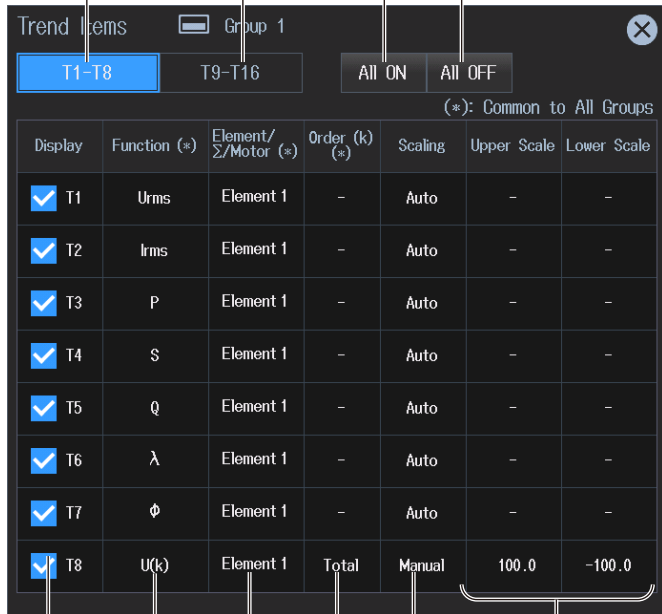 Trend Items Group 1
T1-T8 T9-T16 All ON All OFF
(*): Common to All Groups
Display Function (*) Element/ Σ/Motor (*) Order (k) (*) Scaling Upper Scale Lower Scale
T1 Urms Element 1 - Auto - -
T2 Irms Element 1 - Auto - -
T3 P Element 1 - Auto - -
T4 S Element 1 - Auto - -
T5 Q Element 1 - Auto - -
T6 λ Element 1 - Auto - -
T7 Φ Element 1 - Auto - -
T8 U(k) Element 1 Total Manual 100.0 -100.0